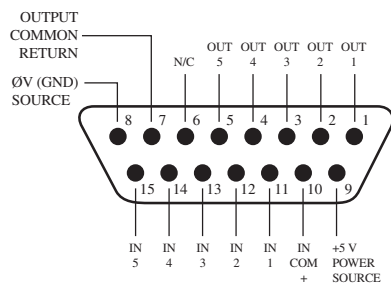 OUTPUT
COMMON
RETURN
ØV (GND)
SOURCE
N/C
OUT
5
OUT
4
OUT
3
OUT
2
OUT
1
8 7 6 5 4 3 2 1
15 14 13 12 11 10 9
IN
5
IN
4
IN
3
IN
2
IN
1
IN
COM
+
+5 V
POWER
SOURCE